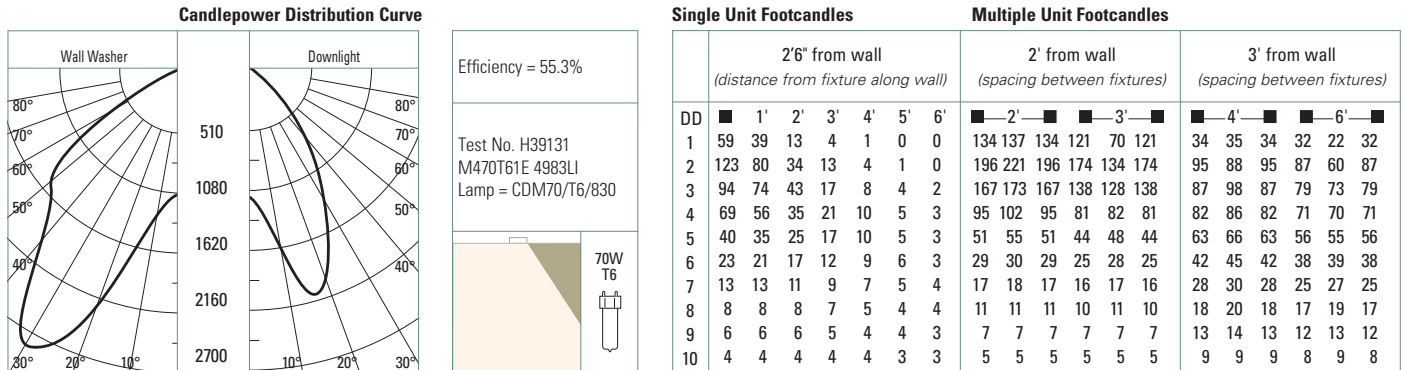 Candlepower Distribution Curve
Wall Washer
Downlight
80°
70°
60°
50°
40°
30°
20°
10°
510
1080
1620
2160
2700
80°
70°
60°
50°
40°
10°
20°
30°
Efficiency = 55.3%
Test No. H39131
M470T61E 4983LI
Lamp = CDM70/T6/830
70W
T6
Single Unit Footcandles
Multiple Unit Footcandles
2'6" from wall
(distance from fixture along wall)
2' from wall
(spacing between fixtures)
3' from wall
(spacing between fixtures)
DD ■ 1' 2' 3' 4' 5' 6' ■—2'—■ ■—3'—■ ■—4'—■ ■—6'—■
1 59 39 13 4 1 0 0 134 137 134 121 70 121 34 35 34 32 22 32
2 123 80 34 13 4 1 0 196 221 196 174 134 174 95 88 95 87 60 87
3 94 74 43 17 8 4 2 167 173 167 138 128 138 87 98 87 79 73 79
4 69 56 35 21 10 5 3 95 102 95 81 82 81 82 86 82 71 70 71
5 40 35 25 17 10 5 3 51 55 51 44 48 44 63 66 63 56 55 56
6 23 21 17 12 9 6 3 29 30 29 25 28 25 42 45 42 38 39 38
7 13 13 11 9 7 5 4 17 18 17 16 17 16 28 30 28 25 27 25
8 8 8 8 7 5 4 4 11 11 11 10 11 10 18 20 18 17 19 17
9 6 6 6 5 4 4 3 7 7 7 7 7 7 13 14 13 12 13 12
10 4 4 4 4 4 3 3 5 5 5 5 5 5 9 9 9 8 9 8